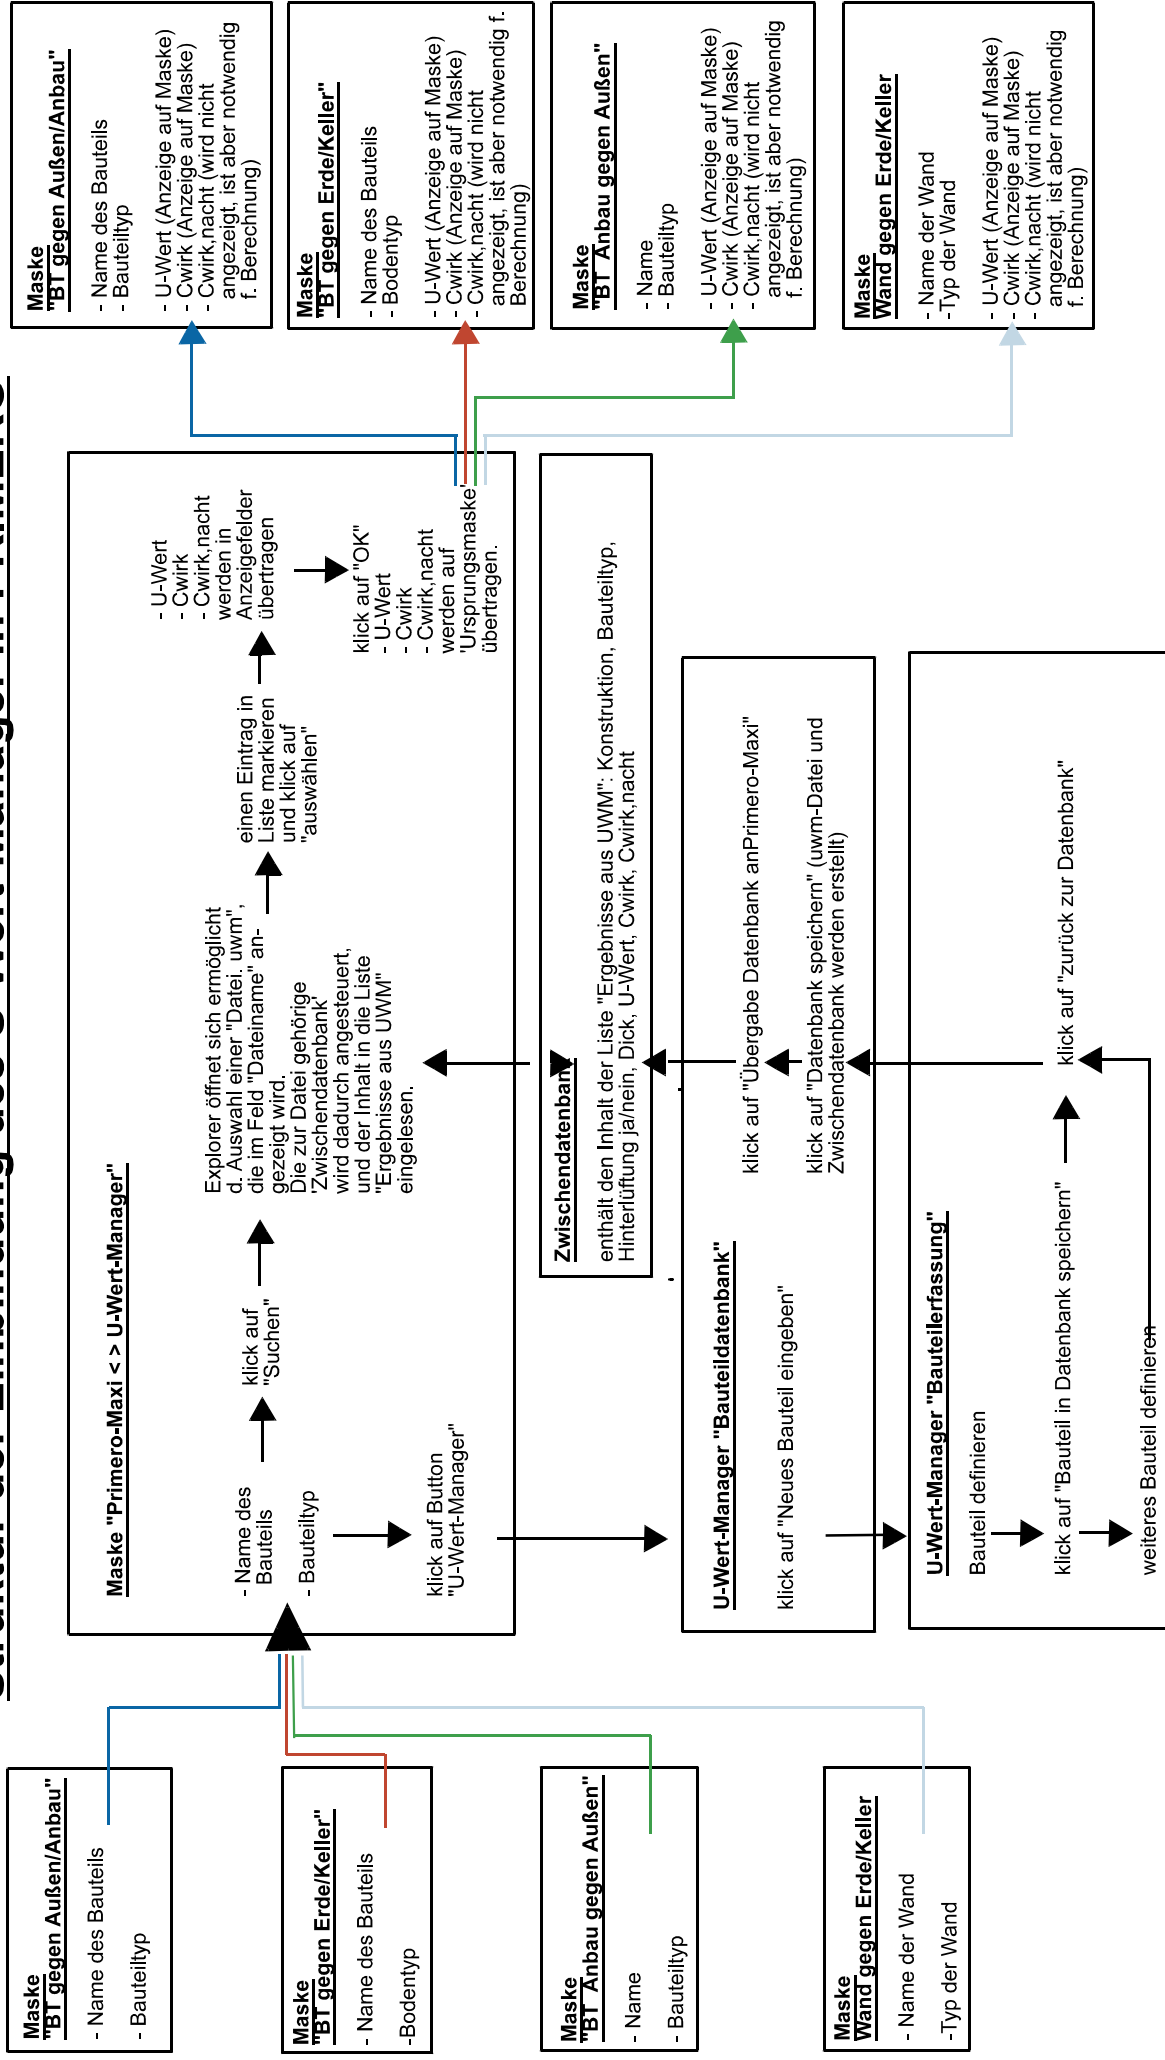 Maske
"BT gegen Außen/Anbau"
- Name des Bauteils
- Bauteiltyp
Maske
"BT gegen Erde/Keller"
- Name des Bauteils
-Bodentyp
Maske
"BT Anbau gegen Außen"
- Name
- Bauteiltyp
Maske
Wand gegen Erde/Keller
- Name der Wand
-Typ der Wand
Maske "Primero-Maxi < > U-Wert-Manager"
- Name des
Bauteils
- Bauteiltyp
klick auf Button
"U-Wert-Manager"
klick auf
"Suchen"
Explorer öffnet sich ermöglicht
d. Auswahl einer "Datei. uwm",
die im Feld "Dateiname" an-
gezeigt wird.
Die zur Datei gehörige
'Zwischendatenbank'
wird dadurch angesteuert,
und der Inhalt in die Liste
"Ergebnisse aus UWM"
eingelesen.
einen Eintrag in
Liste markieren
und klick auf
"auswählen"
- U-Wert
- Cwirk
- Cwirk,nacht
werden in
Anzeigefelder
übertragen
klick auf "OK"
- U-Wert
- Cwirk
- Cwirk,nacht
werden auf
'Ursprungsmaske'
übertragen.
Zwischendatenbank
enthält den Inhalt der Liste "Ergebnisse aus UWM": Konstruktion, Bauteiltyp,
Hinterlüftung ja/nein, Dick, U-Wert, Cwirk, Cwirk,nacht
U-Wert-Manager "Bauteildatenbank"
klick auf "Neues Bauteil eingeben"
klick auf "Übergabe Datenbank anPrimero-Maxi"
klick auf "Datenbank speichern" (uwm-Datei und
Zwischendatenbank werden erstellt)
U-Wert-Manager "Bauteilerfassung"
Bauteil definieren
klick auf "Bauteil in Datenbank speichern"
weiteres Bauteil definieren
klick auf "zurück zur Datenbank"
Maske
"BT gegen Außen/Anbau"
- Name des Bauteils
- Bauteiltyp
- U-Wert (Anzeige auf Maske)
- Cwirk (Anzeige auf Maske)
- Cwirk,nacht (wird nicht
angezeigt, ist aber notwendig
f. Berechnung)
Maske
"BT gegen Erde/Keller"
- Name des Bauteils
- Bodentyp
- U-Wert (Anzeige auf Maske)
- Cwirk (Anzeige auf Maske)
- Cwirk,nacht (wird nicht
angezeigt, ist aber notwendig f.
Berechnung)
Maske
"BT Anbau gegen Außen"
- Name
- Bauteiltyp
- U-Wert (Anzeige auf Maske)
- Cwirk (Anzeige auf Maske)
- Cwirk,nacht (wird nicht
angezeigt, ist aber notwendig
f. Berechnung)
Maske
Wand gegen Erde/Keller
- Name der Wand
-Typ der Wand
- U-Wert (Anzeige auf Maske)
- Cwirk (Anzeige auf Maske)
- Cwirk,nacht (wird nicht
angezeigt, ist aber notwendig
f. Berechnung)